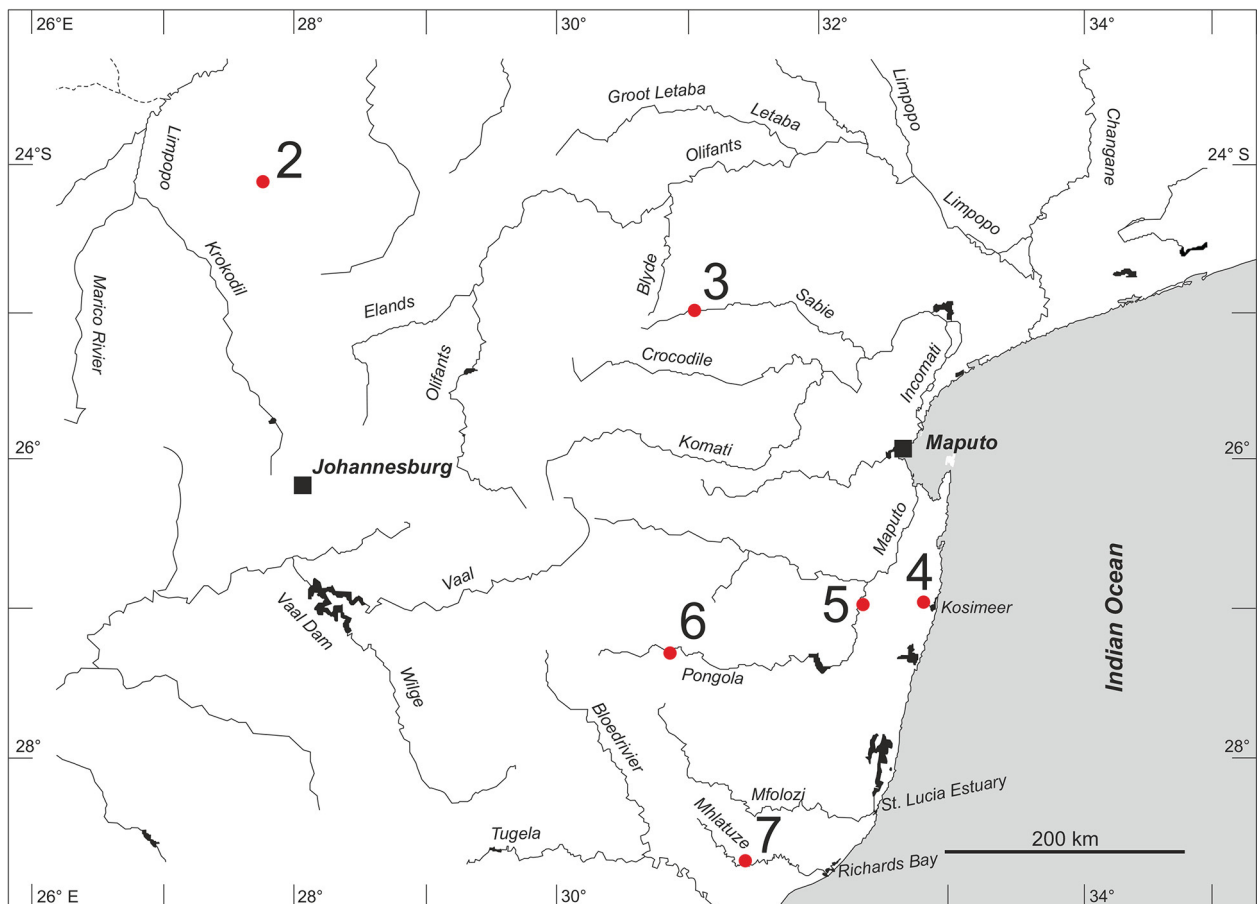 26°E
28°
30°
32°
34°
Groot Letaba
Letaba
Limpopo
Changane
Limpopo
24°S
2
Olifants
24° S
Limpopo
Krokodil
Blyde
Marico Rivier
3
Elands
Sabie
Olifants
Crocodile
Incomati
26°
Komati
Maputo
26°
Johannesburg
Maputo
Indian Ocean
Vaal
4
5
Kosimeer
Vaal Dam
6
Wilge
Pongola
Bloedrivier
28°
28°
Mfolozi
St. Lucia Estuary
Mhlatuze
7
Tugela
200 km
Richards Bay
26° E
28°
30°
34°